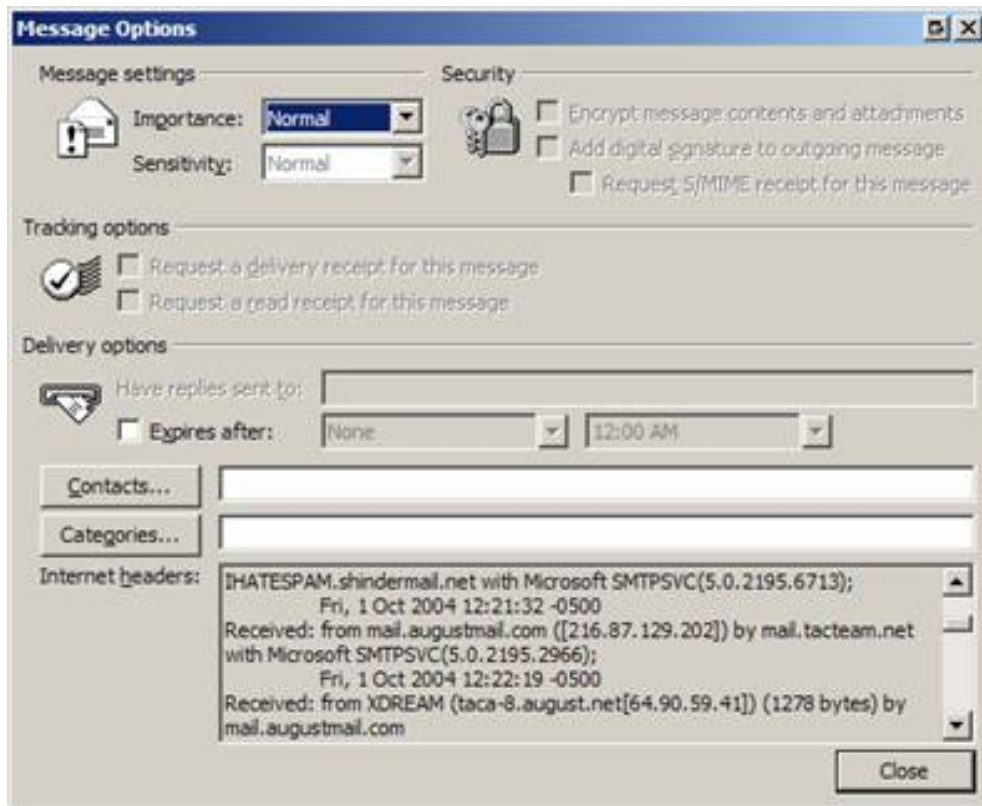 Message Options
Message settings
Security
Importance: Normal
Sensitivity: Normal
Encrypt message contents and attachments
Add digital signature to outgoing message
Request S/MIME receipt for this message
Tracking options
Request a delivery receipt for this message
Request a read receipt for this message
Delivery options
Have replies sent to:
Expires after: None 12:00 AM
Contacts...
Categories...
Internet headers:
IHATESPAM.shindermail.net with Microsoft SMTPSVC(5.0.2195.6713);
Fri, 1 Oct 2004 12:21:32 -0500
Received: from mail.augustmail.com ([216.87.129.202]) by mail.tacteam.net
with Microsoft SMTPSVC(5.0.2195.2966);
Fri, 1 Oct 2004 12:22:19 -0500
Received: from XDREAM (taca-8.august.net[64.90.59.41]) (1278 bytes) by
mail.augustmail.com
Close